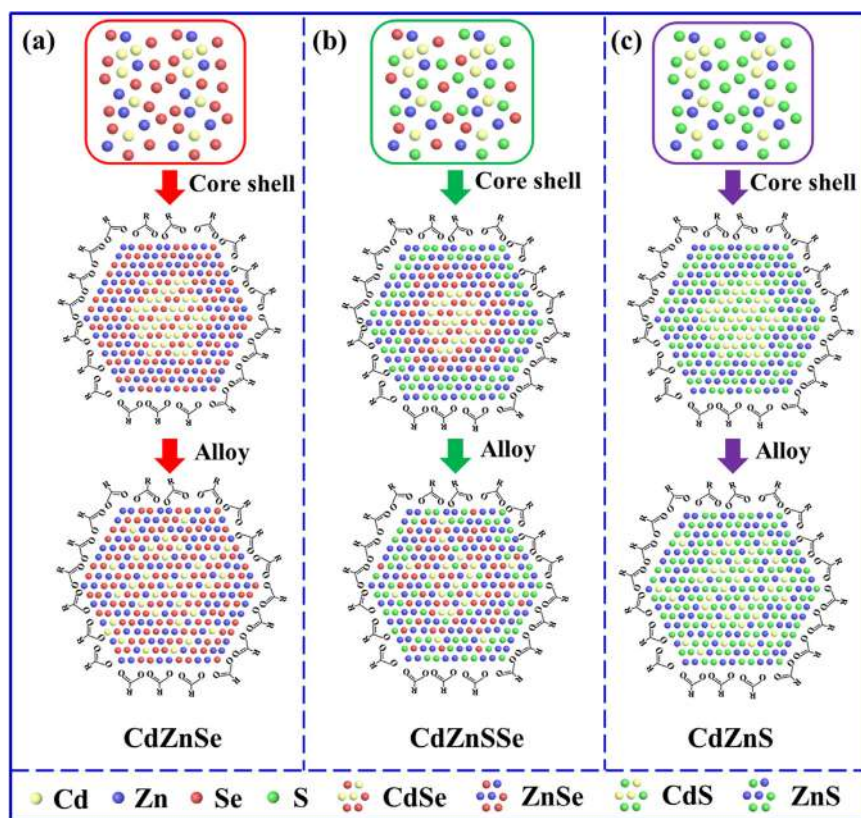 (a)
(b)
(c)
Core shell
Core shell
Core shell
Alloy
Alloy
Alloy
CdZnSe
CdZnSSe
CdZnS
Cd Zn Se S CdSe ZnSe CdS ZnS